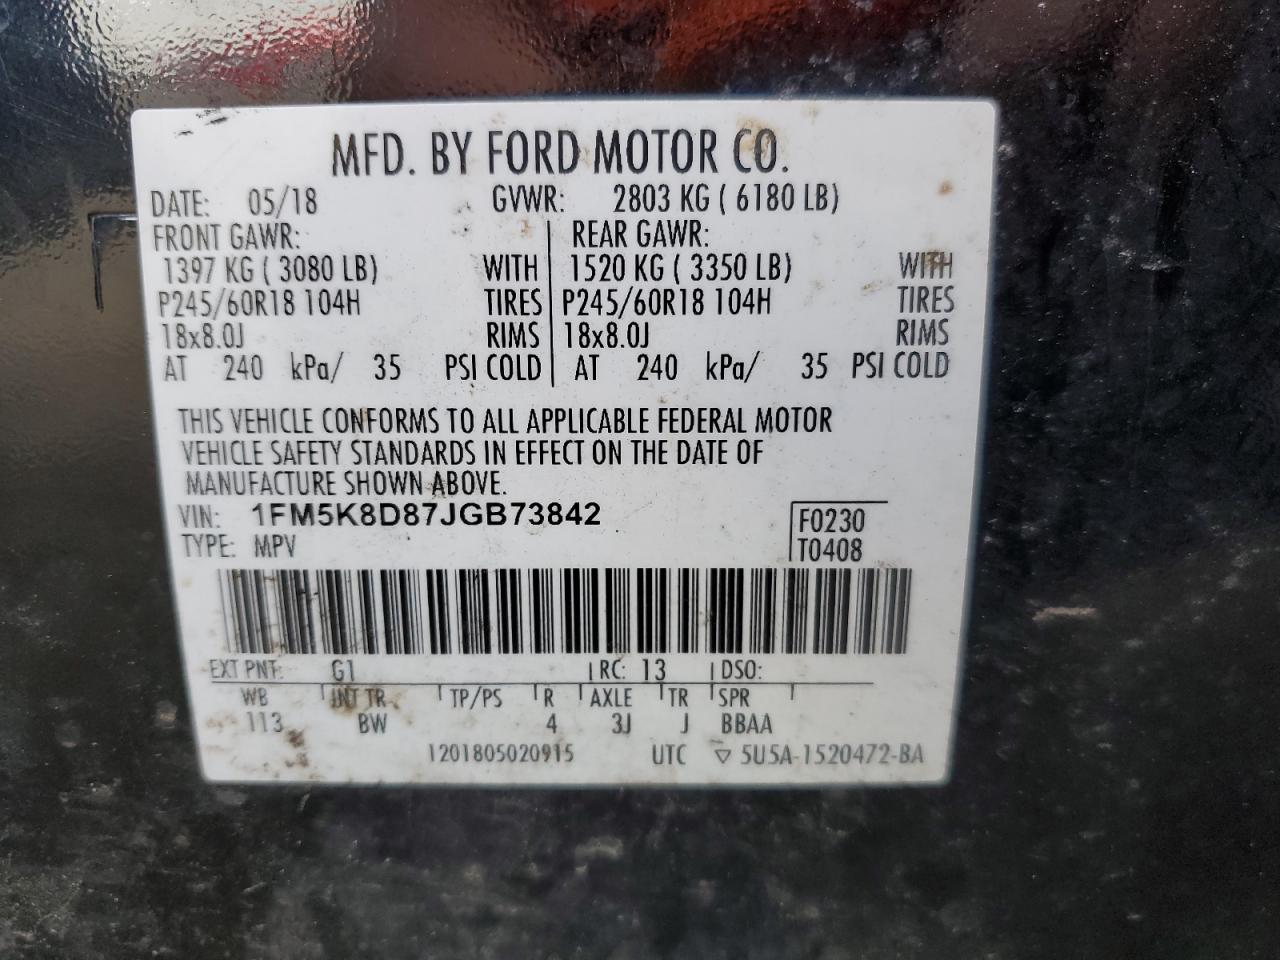 MFD. BY FORD MOTOR CO.
DATE: 05/18 GVWR: 2803 KG ( 6180 LB)
FRONT GAWR: REAR GAWR:
1397 KG ( 3080 LB) WITH 1520 KG ( 3350 LB) WITH
P245/60R18 104H TIRES P245/60R18 104H TIRES
18x8.0J RIMS 18x8.0J RIMS
AT 240 kPa/ 35 PSI COLD AT 240 kPa/ 35 PSI COLD
THIS VEHICLE CONFORMS TO ALL APPLICABLE FEDERAL MOTOR
VEHICLE SAFETY STANDARDS IN EFFECT ON THE DATE OF
MANUFACTURE SHOWN ABOVE.
VIN: 1FM5K8D87JGB73842 F0230
TYPE: MPV T0408
EXT PNT: G1 RC: 13 DSO:
WB INT TR TP/PS R AXLE TR SPR
113 BW 4 3J J BBAA
1201805020915 UTC ▽ 5U5A-1520472-BA